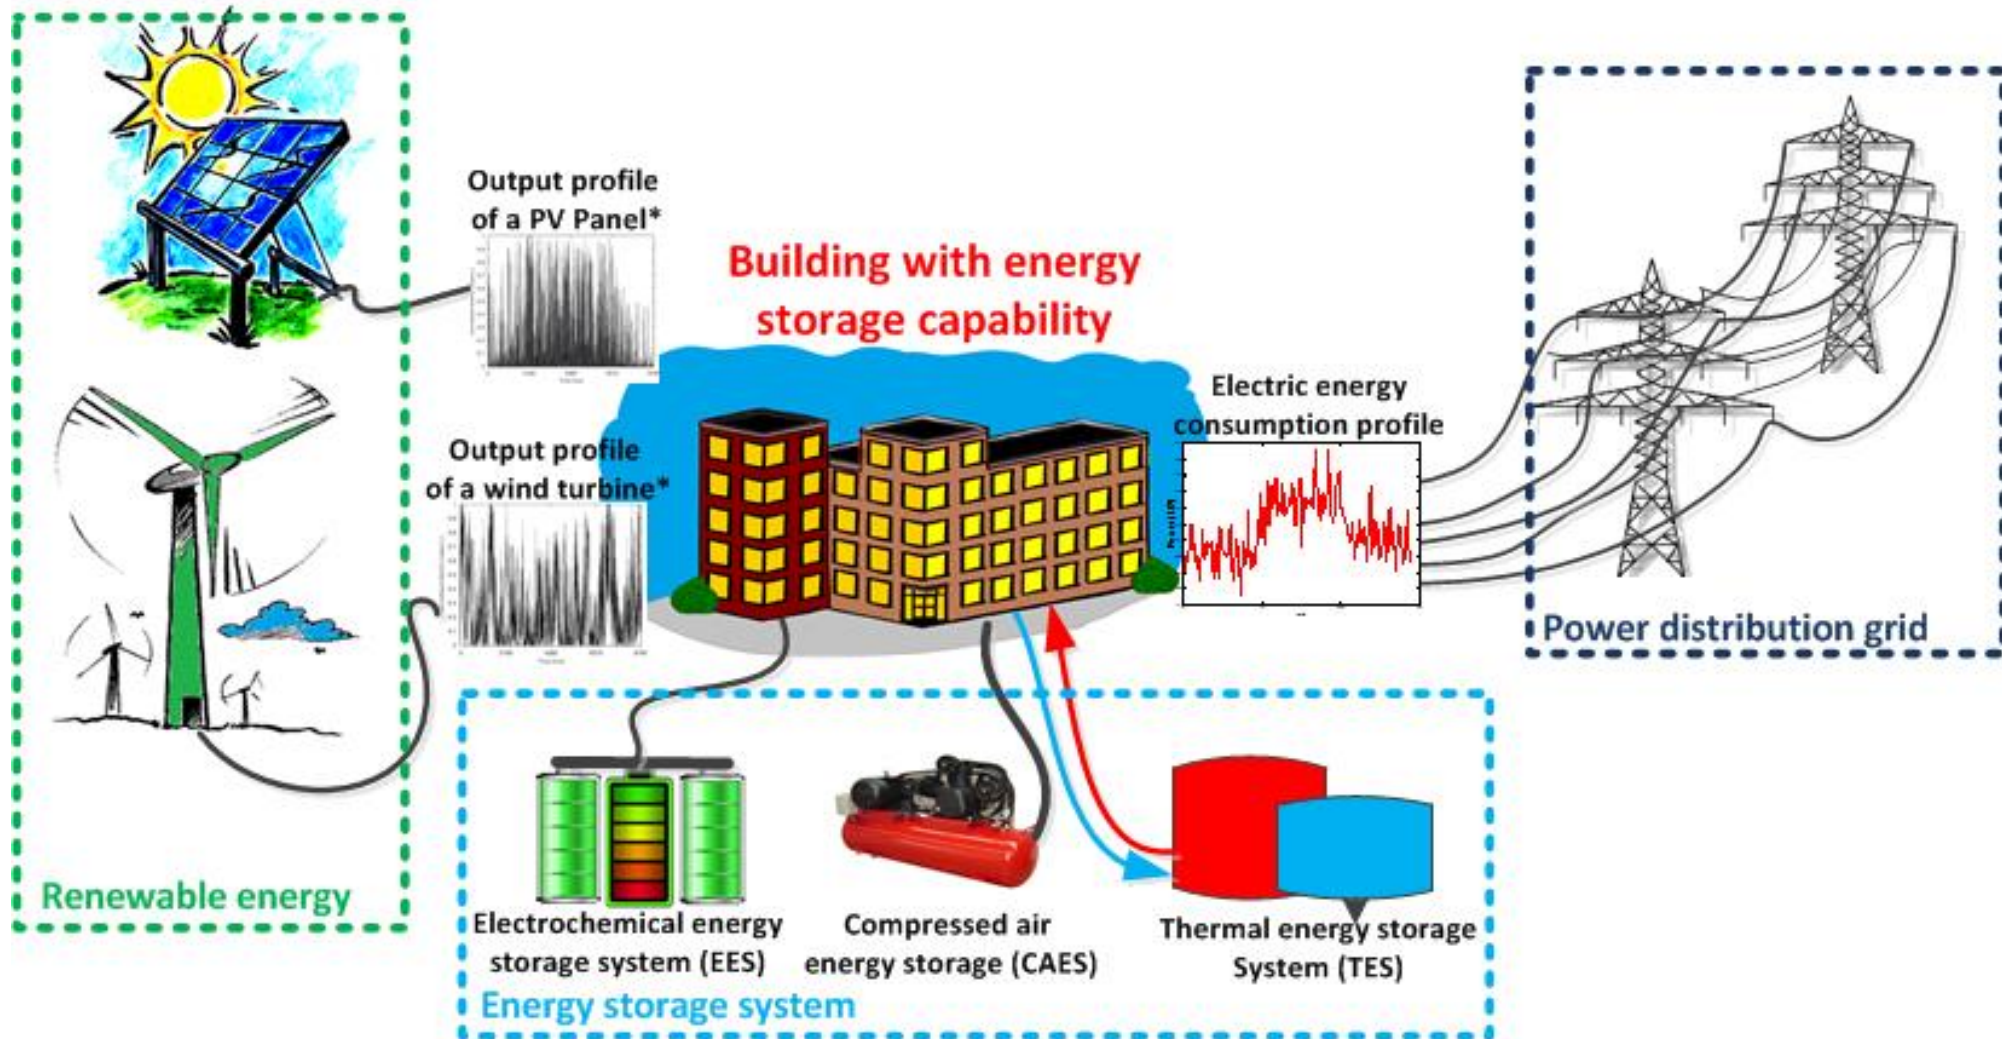 Output profile
of a PV Panel*
Building with energy
storage capability
Electric energy
consumption profile
Output profile
of a wind turbine*
Power distribution grid
Renewable energy
Electrochemical energy
storage system (EES)
Compressed air
energy storage (CAES)
Thermal energy storage
System (TES)
Energy storage system